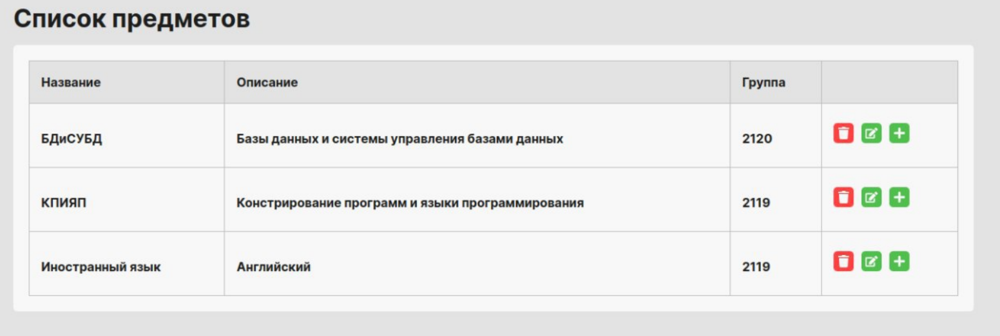 Список предметов
Название Описание Группа
БДиСУБД Базы данных и системы управления базами данных 2120
КПИЯП Констрирование программ и языки программирования 2119
Иностранный язык Английский 2119